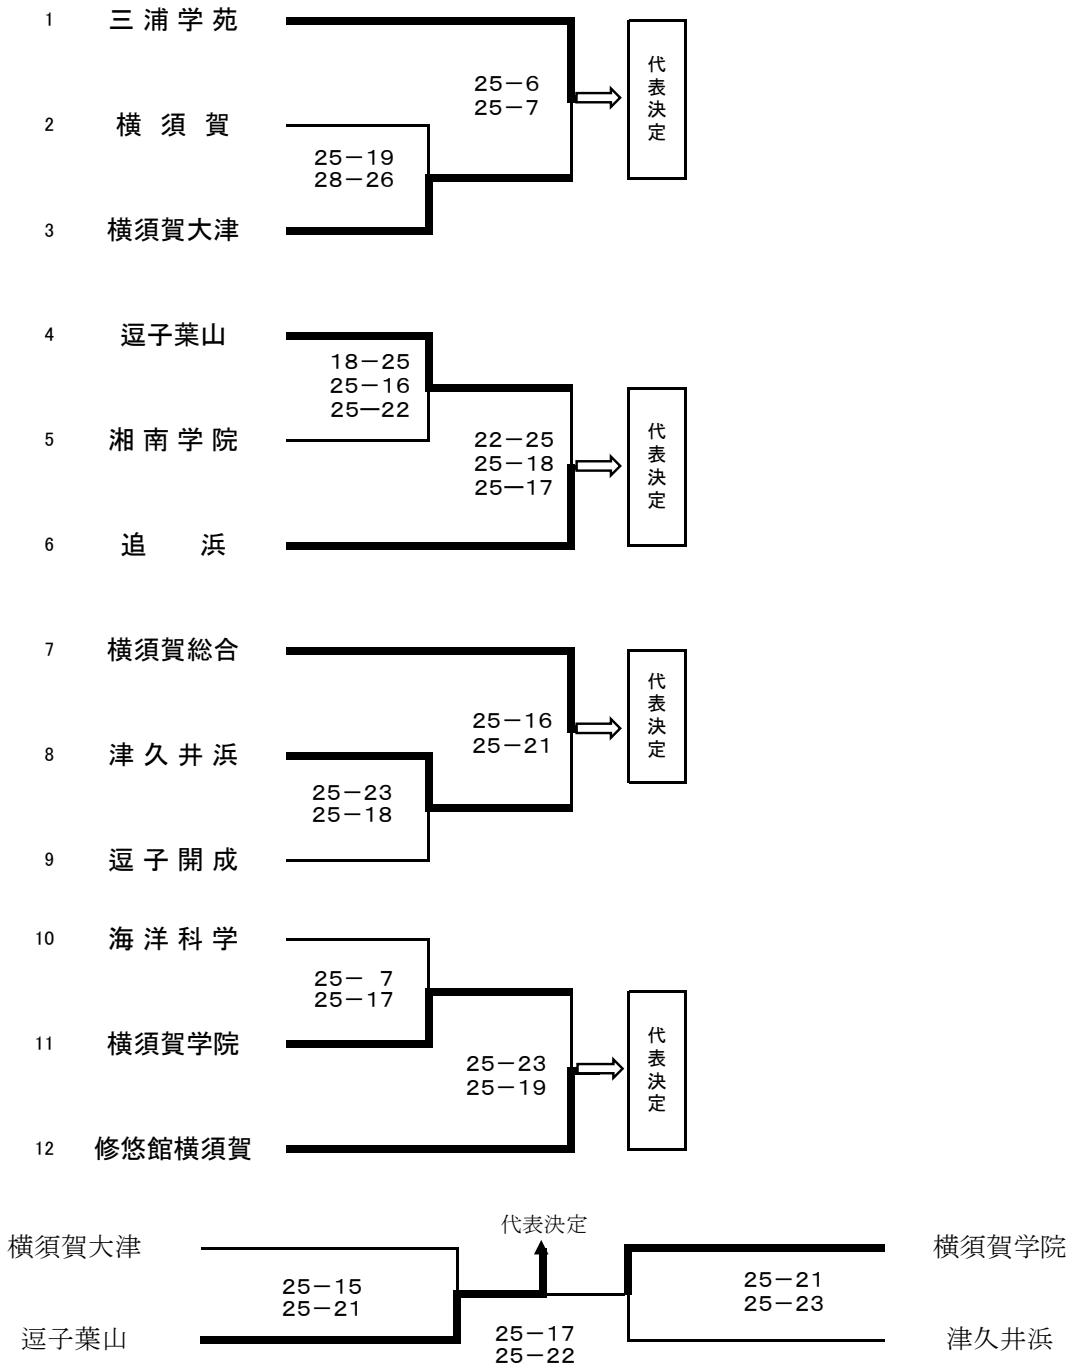 1 三浦学苑
25－6
25－7
代表決定
2 横須賀
25－19
28－26
3 横須賀大津
4 逗子葉山
18－25
25－16
25－22
5 湘南学院
22－25
25－18
25－17
代表決定
6 追浜
7 横須賀総合
25－16
25－21
代表決定
8 津久井浜
25－23
25－18
9 逗子開成
10 海洋科学
25－ 7
25－17
11 横須賀学院
25－23
25－19
代表決定
12 修悠館横須賀
代表決定
横須賀大津
横須賀学院
25－15
25－21
25－21
25－23
逗子葉山
津久井浜
25－17
25－22